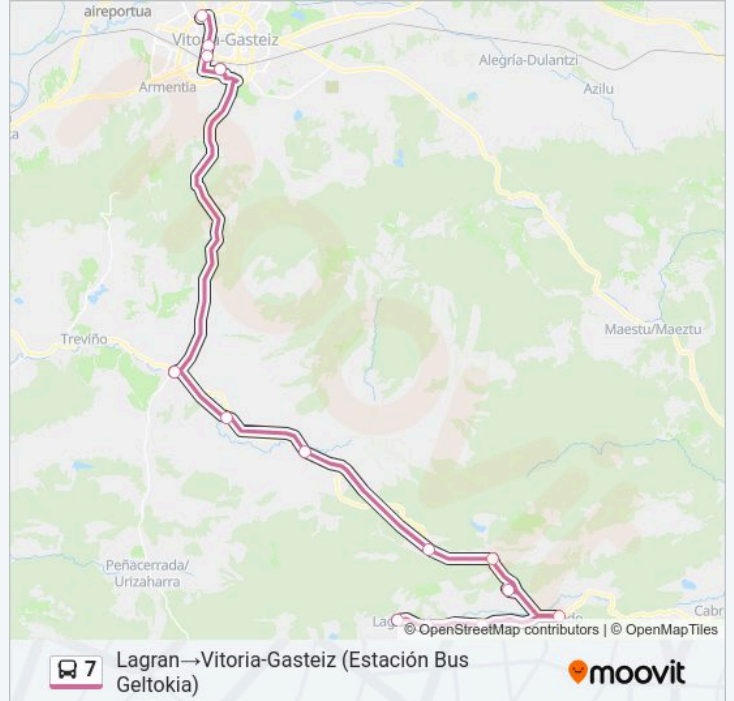 aireportua
Vitoria-Gasteiz
Alegría-Dulantzi
Armentia
Azilu
Treviño
Maestu/Maeztu
Peñacerrada/
Urizaharra
© OpenStreetMap contributors | © OpenMapTiles
7
Lagran→Vitoria-Gasteiz (Estación Bus
Geltokia)
moovit